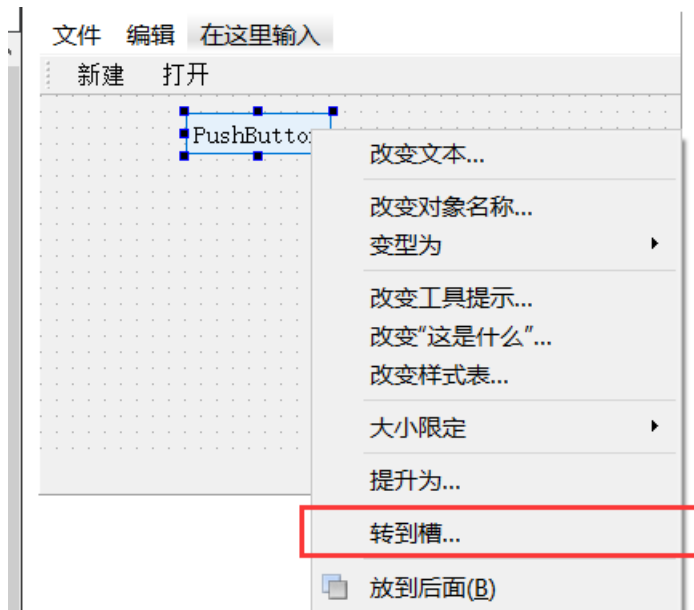 文件 编辑 在这里输入
新建 打开
PushButto
改变文本...
改变对象名称...
变型为
改变工具提示...
改变“这是什么”...
改变样式表...
大小限定
提升为...
转到槽...
放到后面(B)